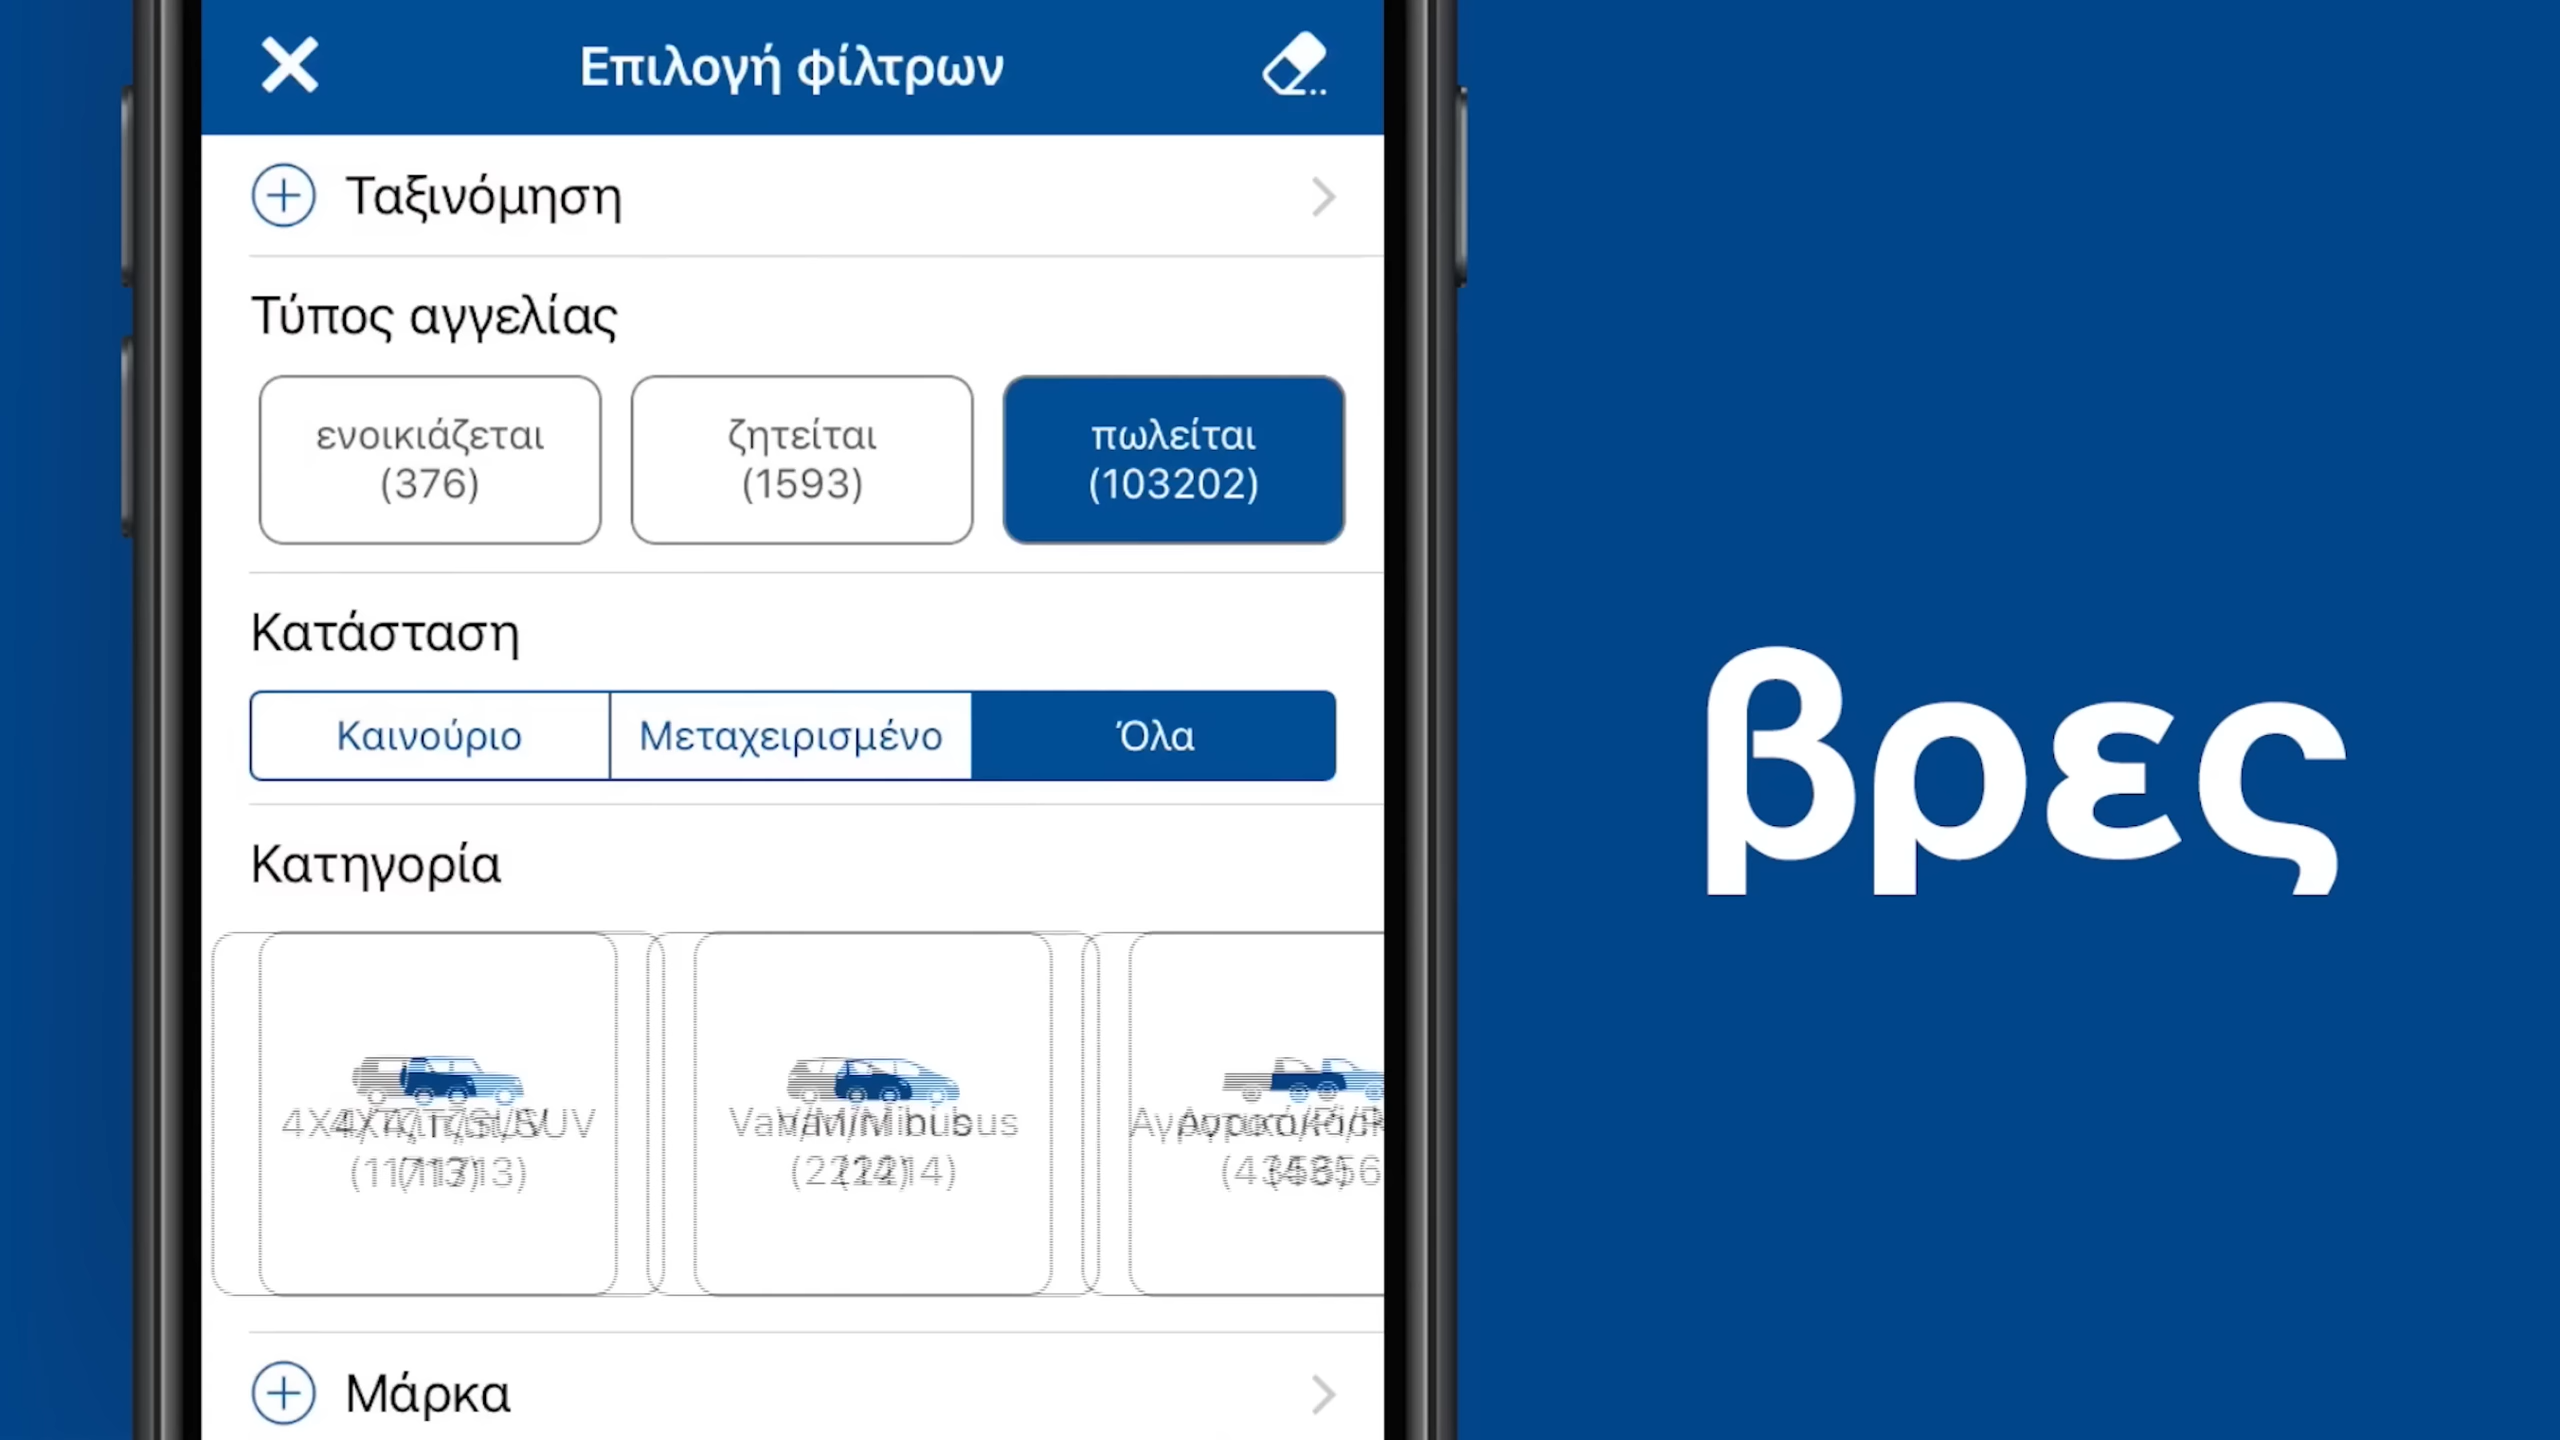 Επιλογή φίλτρων
Ταξινόμηση
Τύπος αγγελίας
ενοικιάζεται
(376)
ζητείται
(1593)
πωλείται
(103202)
Κατάσταση
Καινούριο
Μεταχειρισμένο
Όλα
βρες
Κατηγορία
Μάρκα